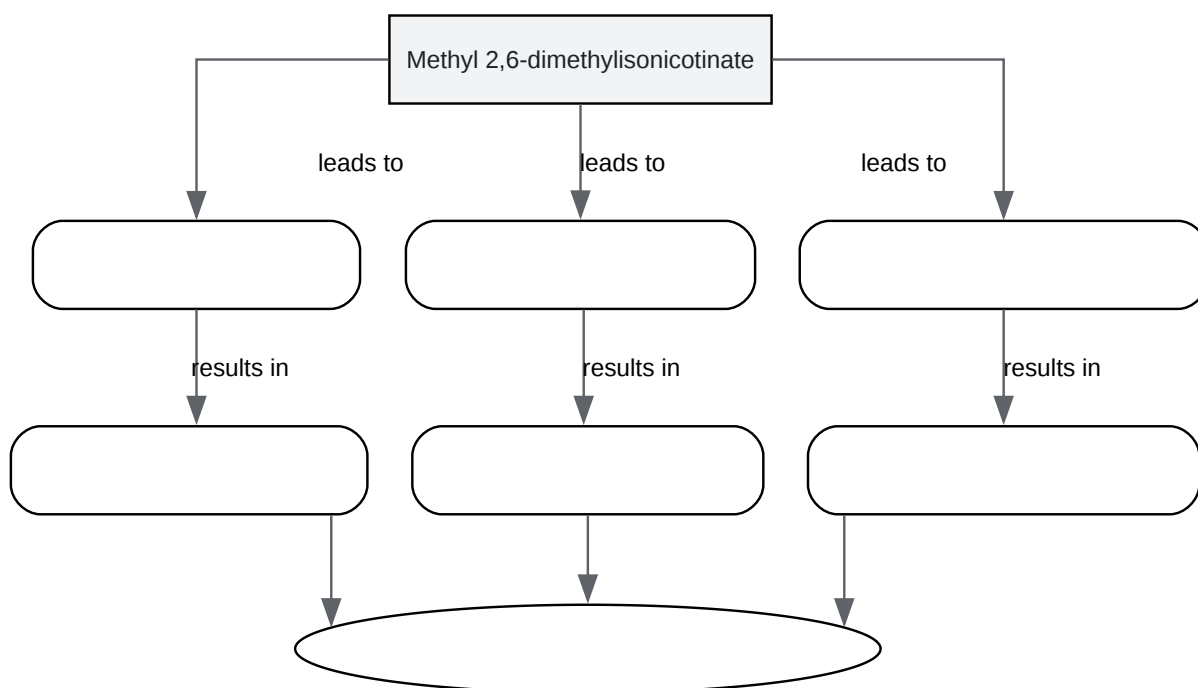 Methyl 2,6-dimethylisonicotinate
leads to
leads to
leads to
results in
results in
results in